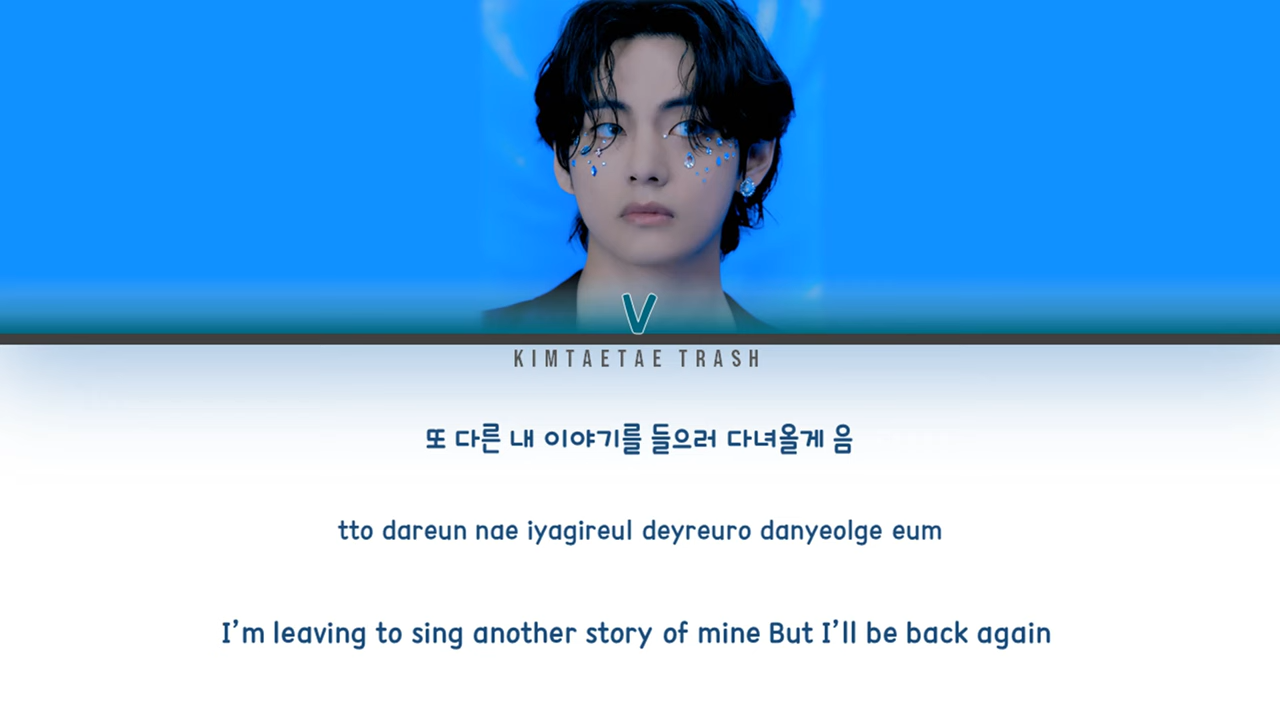 V
KIMTAETAE TRASH
또 다른 내 이야기를 들으러 다녀올게 음
tto dareun nae iyagireul deyreuro danyeolge eum
I'm leaving to sing another story of mine But I'll be back again